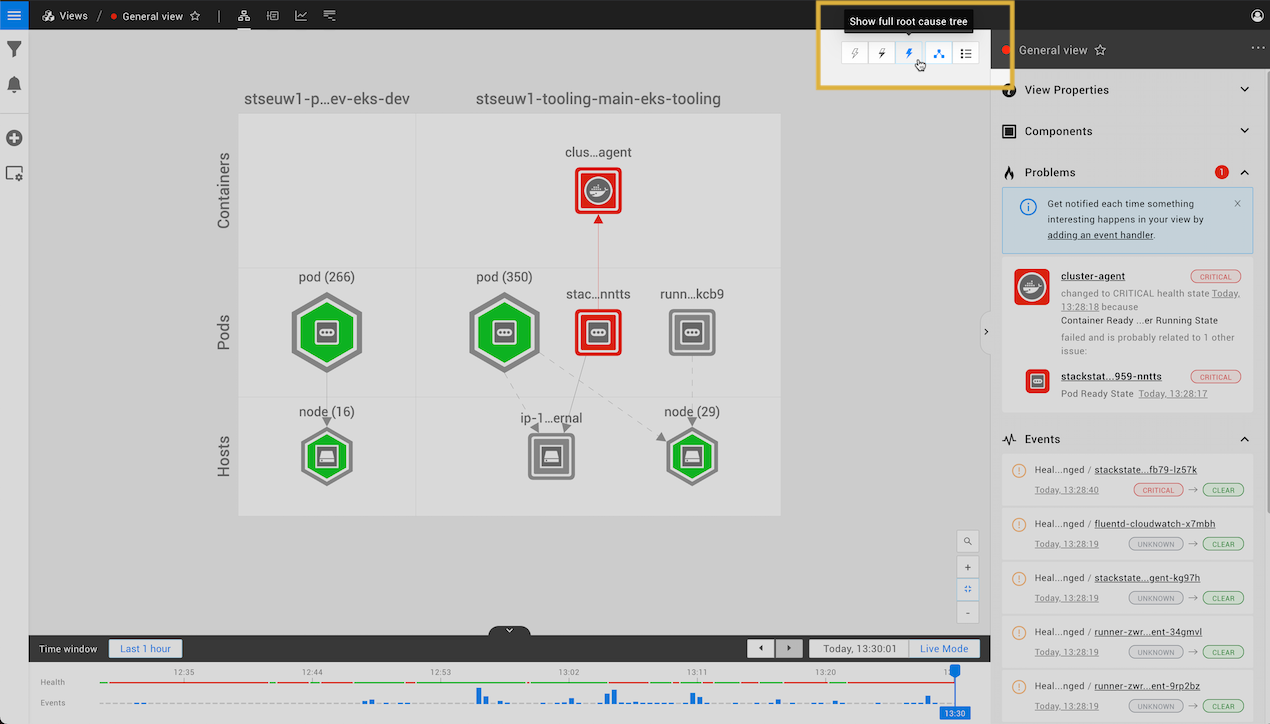 Views / General view
Show full root cause tree
General view
stseuw1-p...ev-eks-dev
stseuw1-tooling-main-eks-tooling
Containers
Pods
Hosts
clus...agent
pod (266)
pod (350)
stac...nntts
runn...kcb9
node (16)
ip-1...ernal
node (29)
View Properties
Components
Problems
1
Get notified each time something
interesting happens in your view by
adding an event handler.
cluster-agent
CRITICAL
changed to CRITICAL health state Today,
13:28:18 because
Container Ready ...er Running State
failed and is probably related to 1 other
issue:
stackstat...959-nntts
CRITICAL
Pod Ready State Today, 13:28:17
Events
Heal...nged / stackstate...fb79-lz57k
Today, 13:28:40 CRITICAL → CLEAR
Heal...nged / fluentd-cloudwatch-x7mbh
Today, 13:28:19 UNKNOWN → CLEAR
Heal...nged / stackstate...gent-kg97h
Today, 13:28:19 UNKNOWN → CLEAR
Heal...nged / runner-zwr...ent-34gmvl
Today, 13:28:19 UNKNOWN → CLEAR
Heal...nged / runner-zwr...ent-9rp2bz
Today, 13:28:19 UNKNOWN → CLEAR
Time window
Last 1 hour
Today, 13:30:01
Live Mode
12:35 12:44 12:53 13:02 13:11 13:20
Health
Events
13:30